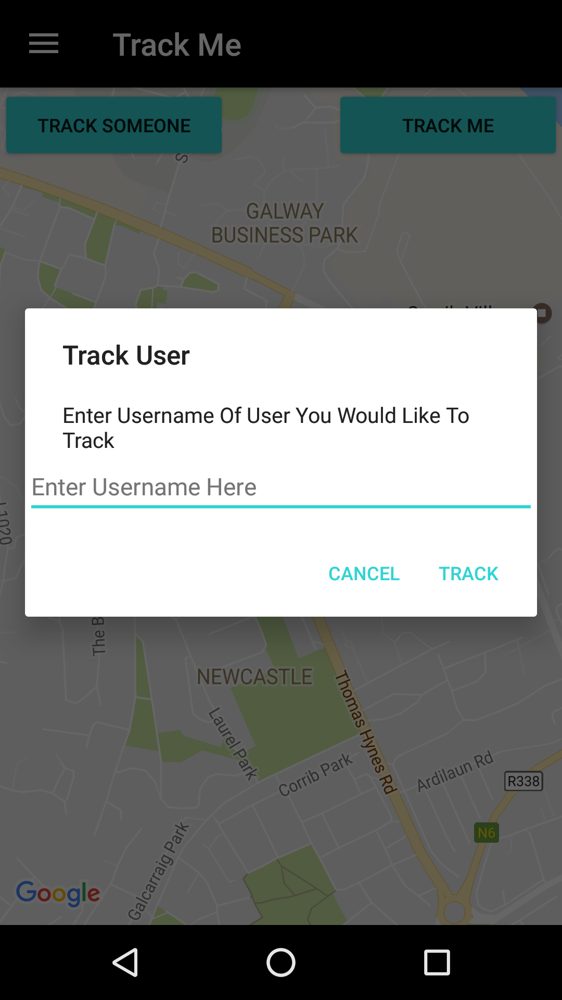 Track Me
TRACK SOMEONE
TRACK ME
GALWAY
BUSINESS PARK
Track User
Enter Username Of User You Would Like To
Track
Enter Username Here
L1020
CANCEL
TRACK
The
NEWCASTLE
Thomas Hynes Rd
Laurel Park
Corrib Park
Ardilaun Rd
R338
N6
Galcarraig Park
Google